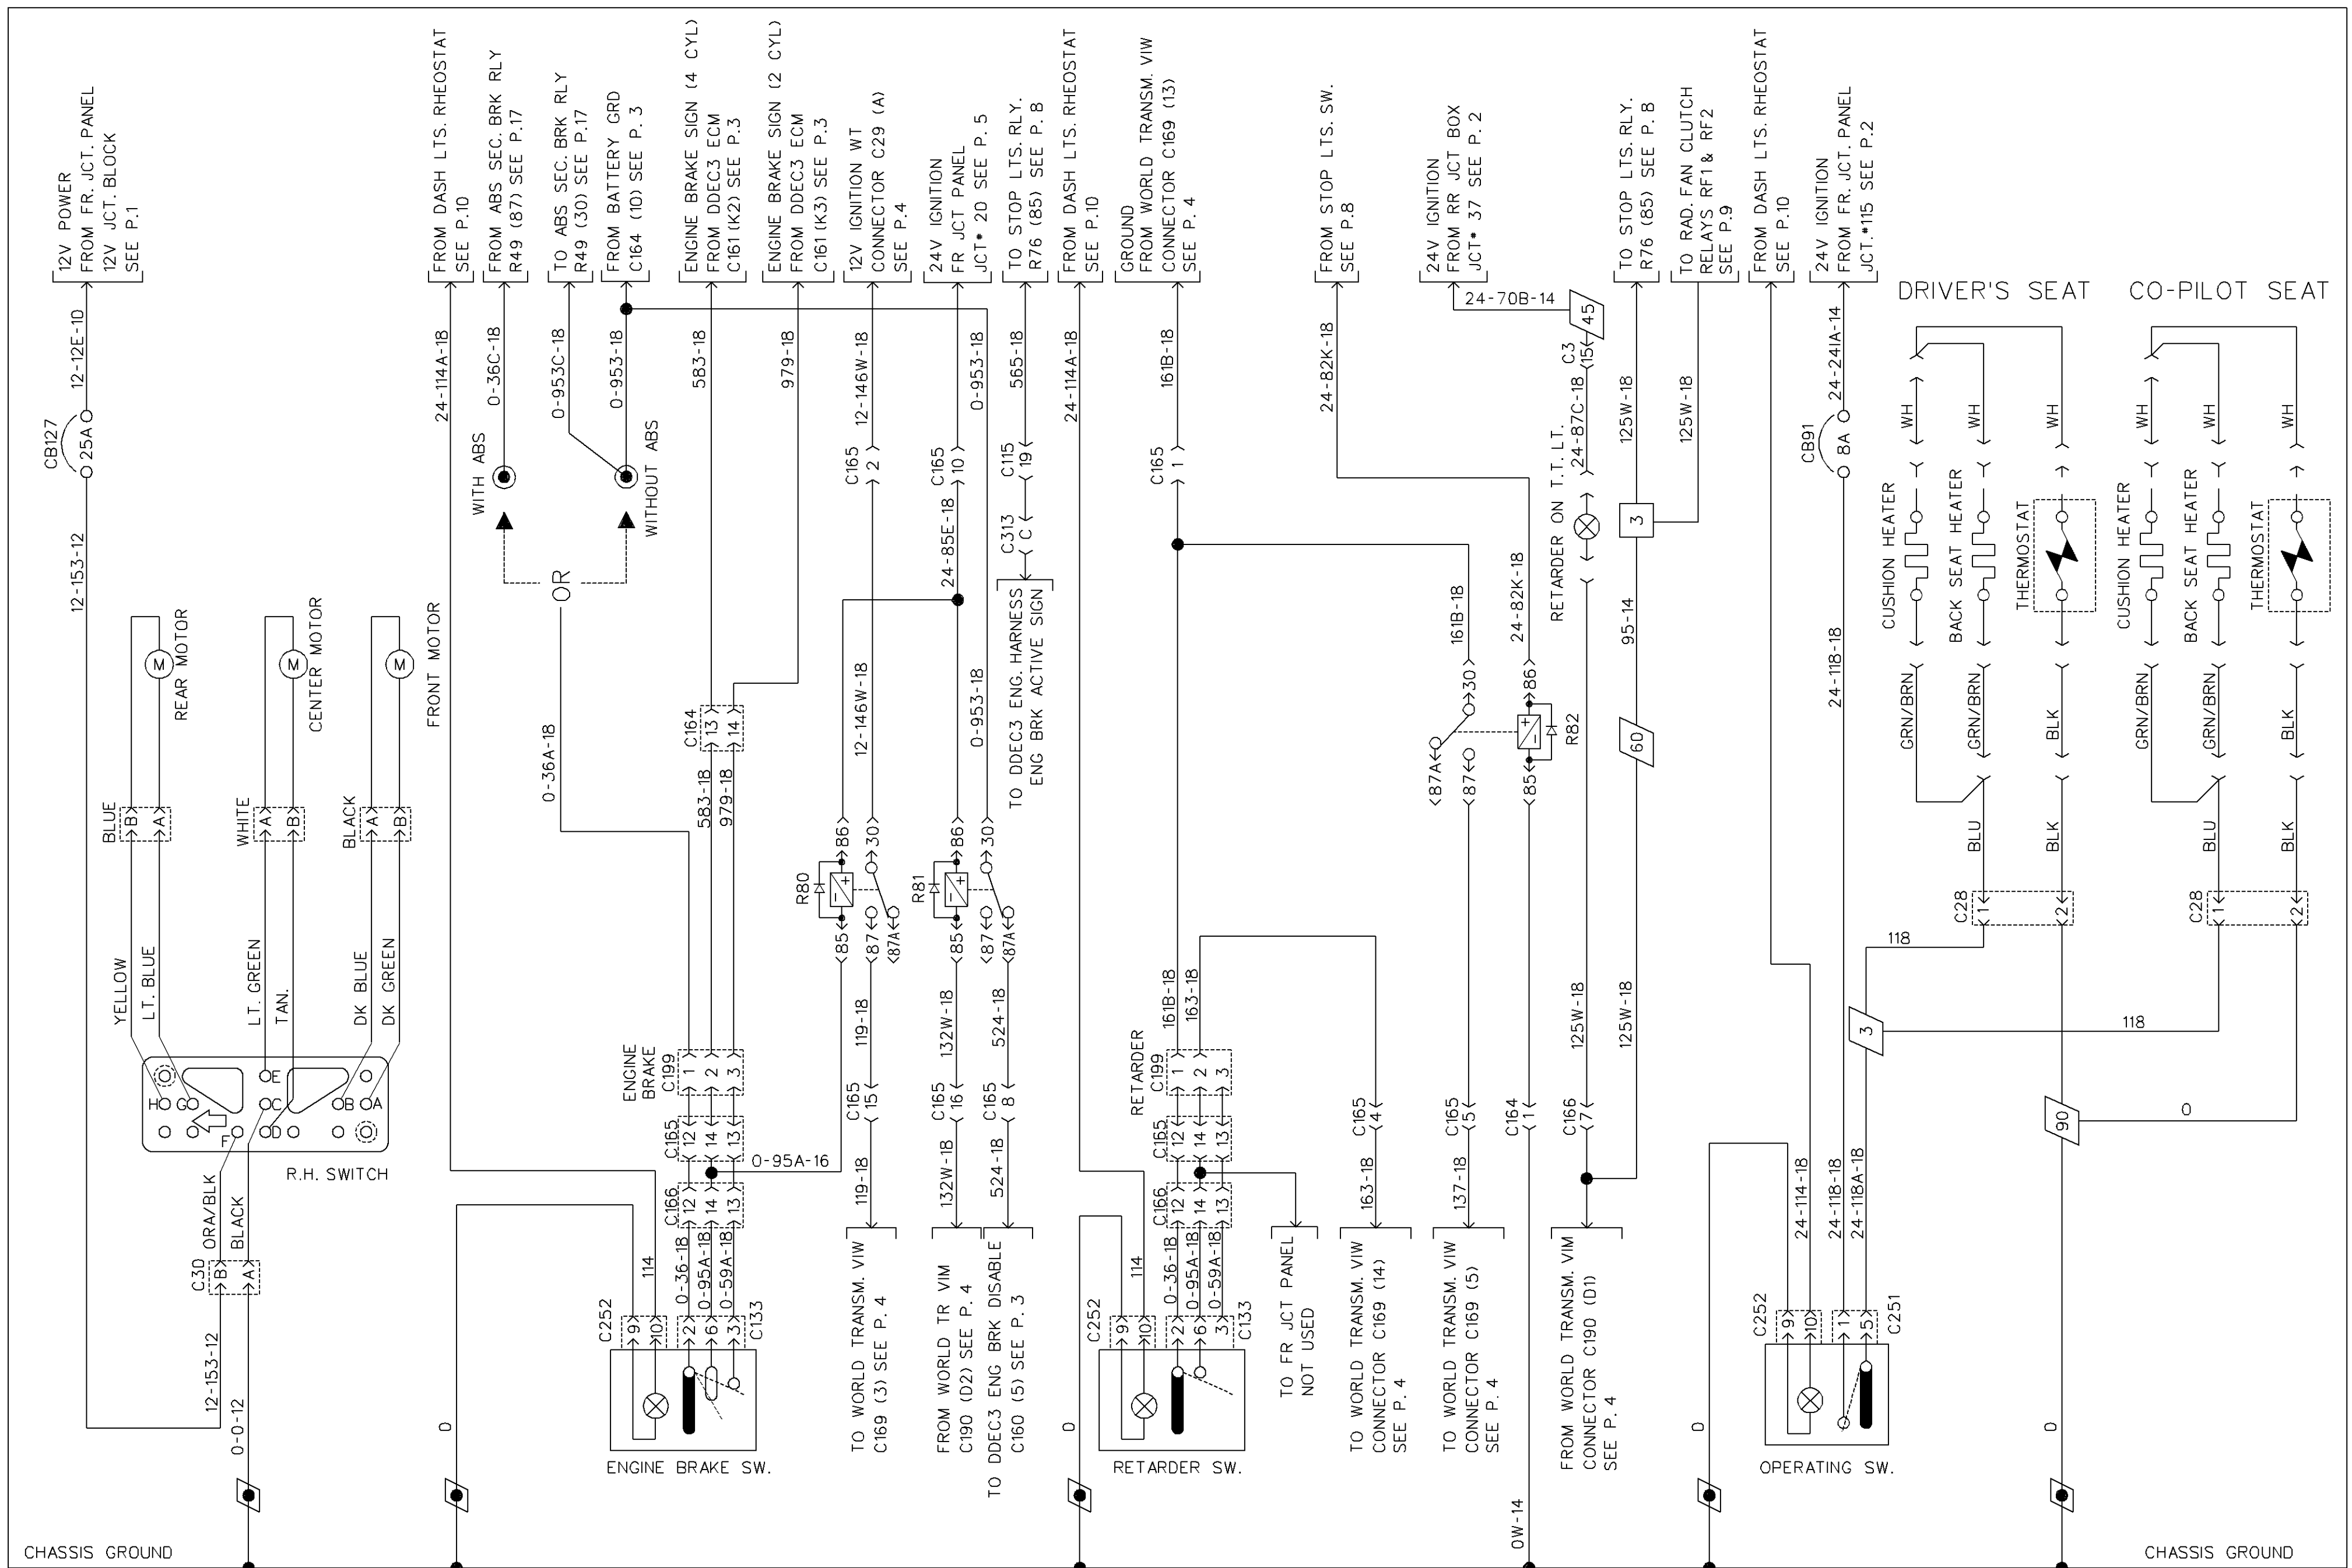 12V POWER
FROM FR. JCT. PANEL
12V JCT. BLOCK
SEE P.1
FROM DASH LTS. RHEOSTAT
SEE P.10
FROM ABS SEC. BRK RLY
R49 (87) SEE P.17
TO ABS SEC. BRK RLY
R49 (30) SEE P.17
FROM BATTERY GRD
C164 (10) SEE P. 3
ENGINE BRAKE SIGN (4 CYL)
FROM DDEC3 ECM
C161 (K2) SEE P.3
ENGINE BRAKE SIGN (2 CYL)
FROM DDEC3 ECM
C161 (K3) SEE P.3
12V IGNITION WT
CONNECTOR C29 (A)
SEE P.4
24V IGNITION
FR JCT PANEL
JCT* 20 SEE P. 5
TO STOP LTS. RLY.
R76 (85) SEE P. 8
FROM DASH LTS. RHEOSTAT
SEE P.10
GROUND
FROM WORLD TRANSM. VIW
CONNECTOR C169 (13)
SEE P. 4
FROM STOP LTS. SW.
SEE P.8
24V IGNITION
FROM RR JCT BOX
JCT* 37 SEE P. 2
TO STOP LTS. RLY.
R76 (85) SEE P. 8
TO RAD. FAN CLUTCH
RELAYS RF1 & RF2
SEE P.9
FROM DASH LTS. RHEOSTAT
SEE P.10
24V IGNITION
FROM FR. JCT. PANEL
JCT.*115 SEE P.2
DRIVER'S SEAT
CO-PILOT SEAT
12-12E-10
CB127
25A
12-153-12
24-114A-18
0-36C-18
0-953C-18
0-953-18
583-18
979-18
12-146W-18
0-953-18
565-18
24-114A-18
161B-18
24-82K-18
24-70B-14
45
C3
15
24-87C-18
125W-18
125W-18
24-24IA-14
CB91
8A
WITH ABS
WITHOUT ABS
OR
C165
2
C165
10
C115
19
C313
C
24-85E-18
C165
1
RETARDER ON T.T. LT.
3
WH
WH
WH
WH
WH
WH
CUSHION HEATER
BACK SEAT HEATER
THERMOSTAT
CUSHION HEATER
BACK SEAT HEATER
THERMOSTAT
TO DDEC3 ENG. HARNESS
ENG BRK ACTIVE SIGN
M
REAR MOTOR
M
CENTER MOTOR
M
FRONT MOTOR
0-36A-18
C164
13
14
583-18
979-18
12-146W-18
0-953-18
161B-18
24-82K-18
95-14
24-118-18
30
86
87A
87
85
R82
60
GRN/BRN
GRN/BRN
BLK
GRN/BRN
GRN/BRN
BLK
BLUE
B
A
WHITE
A
B
BLACK
A
B
R80
86
30
85
87
87A
R81
86
30
85
87
87A
BLU
BLK
BLU
BLK
C28
1
2
C28
1
2
118
YELLOW
LT. BLUE
LT. GREEN
TAN.
DK BLUE
DK GREEN
119-18
132W-18
524-18
161B-18
163-18
125W-18
125W-18
3
118
H
G
E
C
B
A
F
D
R.H. SWITCH
ENGINE
BRAKE
C199
1
2
3
C165
12
14
13
0-95A-16
C166
12
14
13
C165
15
C165
16
C165
8
119-18
132W-18
524-18
RETARDER
C199
1
2
3
C165
12
14
13
C166
12
14
13
C165
4
C165
5
C164
1
C166
7
163-18
137-18
90
0
ORA/BLK
BLACK
C30
B
A
114
0-36-18
0-95A-18
0-59A-18
C252
9
10
2
6
3
C133
ENGINE BRAKE SW.
TO WORLD TRANSM. VIW
C169 (3) SEE P. 4
FROM WORLD TR VIM
C190 (D2) SEE P. 4
TO DDEC3 ENG BRK DISABLE
C160 (5) SEE P. 3
114
0-36-18
0-95A-18
0-59A-18
C252
9
10
2
6
3
C133
RETARDER SW.
TO FR JCT PANEL
NOT USED
TO WORLD TRANSM. VIW
CONNECTOR C169 (14)
SEE P. 4
TO WORLD TRANSM. VIW
CONNECTOR C169 (5)
SEE P. 4
FROM WORLD TRANSM. VIM
CONNECTOR C190 (D1)
SEE P. 4
24-114-18
24-118-18
24-118A-18
C252
9
10
1
5
C251
OPERATING SW.
12-153-12
0-0-12
0
0
0W-14
0
0
CHASSIS GROUND
CHASSIS GROUND